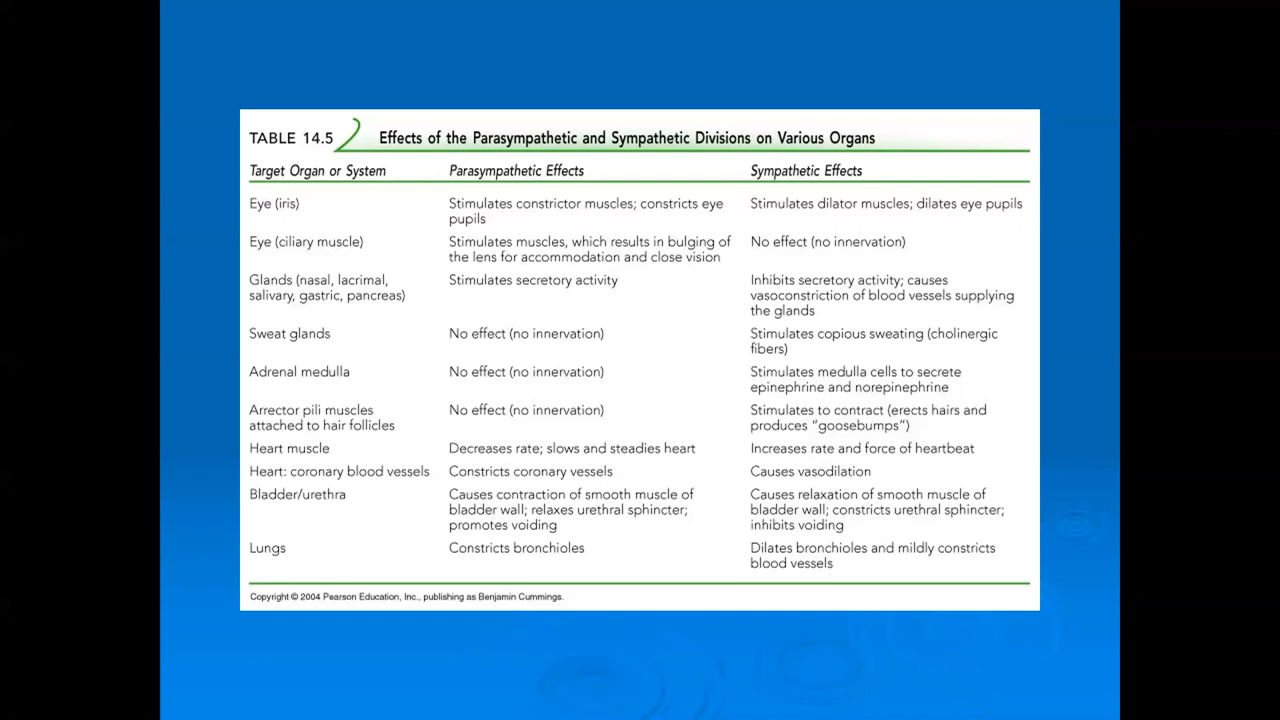 TABLE 14.5 Effects of the Parasympathetic and Sympathetic Divisions on Various Organs
Target Organ or System Parasympathetic Effects Sympathetic Effects
Eye (iris) Stimulates constrictor muscles; constricts eye Stimulates dilator muscles; dilates eye pupils
pupils
Eye (ciliary muscle) Stimulates muscles, which results in bulging of No effect (no innervation)
the lens for accommodation and close vision
Glands (nasal, lacrimal, Stimulates secretory activity Inhibits secretory activity; causes
salivary, gastric, pancreas) vasoconstriction of blood vessels supplying
the glands
Sweat glands No effect (no innervation) Stimulates copious sweating (cholinergic
fibers)
Adrenal medulla No effect (no innervation) Stimulates medulla cells to secrete
epinephrine and norepinephrine
Arrector pili muscles No effect (no innervation) Stimulates to contract (erects hairs and
attached to hair follicles produces “goosebumps”)
Heart muscle Decreases rate; slows and steadies heart Increases rate and force of heartbeat
Heart: coronary blood vessels Constricts coronary vessels Causes vasodilation
Bladder/urethra Causes contraction of smooth muscle of Causes relaxation of smooth muscle of
bladder wall; relaxes urethral sphincter; bladder wall; constricts urethral sphincter;
promotes voiding inhibits voiding
Lungs Constricts bronchioles Dilates bronchioles and mildly constricts
blood vessels
Copyright © 2004 Pearson Education, Inc., publishing as Benjamin Cummings.